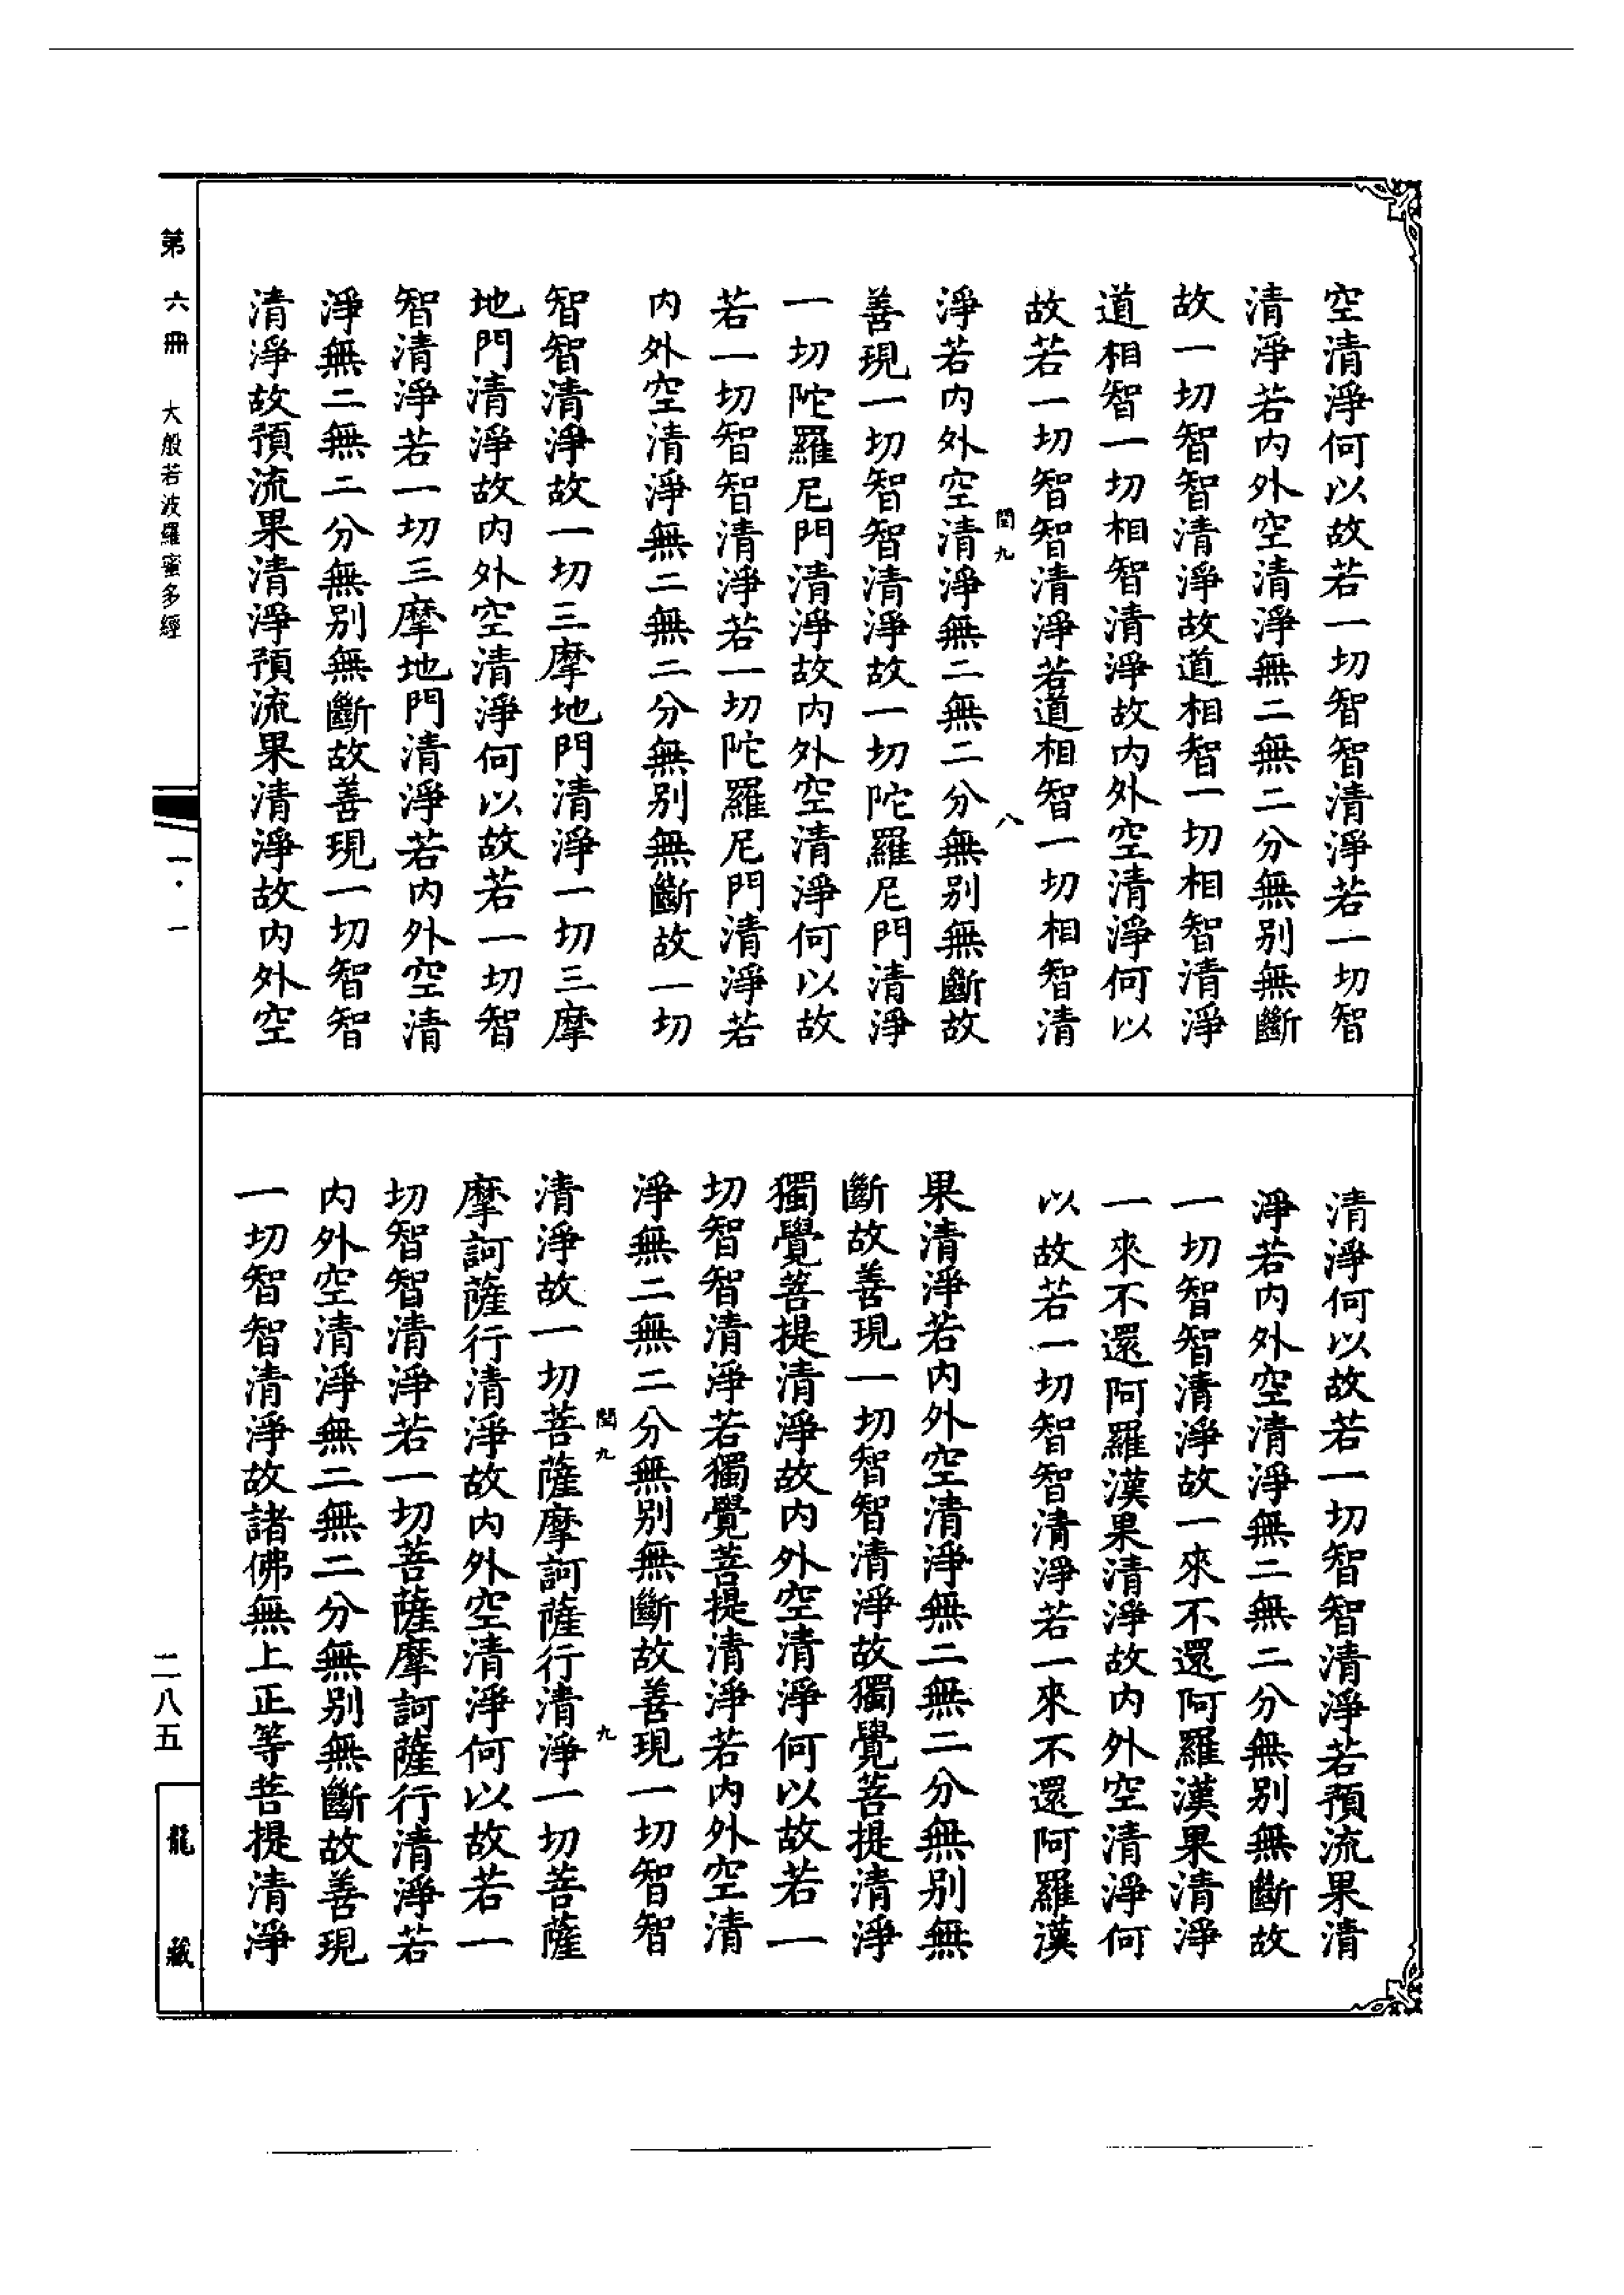 空清淨何以故若一切智智清淨若一切智
清淨若內外空清淨無二無二分無別無斷
故一切智智清淨故道相智一切相智清淨
道相智一切相智清淨故內外空清淨何以
故若一切智智清淨若道相智一切相智清
閏九 八
淨若內外空清淨無二無二分無別無斷故
善現一切智智清淨故一切陀羅尼門清淨
一切陀羅尼門清淨故內外空清淨何以故
若一切智智清淨若一切陀羅尼門清淨若
內外空清淨無二無二分無別無斷故一切
智智清淨故一切三摩地門清淨一切三摩
地門清淨故內外空清淨何以故若一切智
智清淨若一切三摩地門清淨若內外空清
淨無二無二分無別無斷故善現一切智智
清淨故預流果清淨預流果清淨故內外空
清淨何以故若一切智智清淨若預流果清
淨若內外空清淨無二無二分無別無斷故
一切智智清淨故一來不還阿羅漢果清淨
一來不還阿羅漢果清淨故內外空清淨何
以故若一切智智清淨若一來不還阿羅漢
果清淨若內外空清淨無二無二分無別無
斷故善現一切智智清淨故獨覺菩提清淨
獨覺菩提清淨故內外空清淨何以故若一
切智智清淨若獨覺菩提清淨若內外空清
淨無二無二分無別無斷故善現一切智智
閏九 九
清淨故一切菩薩摩訶薩行清淨一切菩薩
摩訶薩行清淨故內外空清淨何以故若一
切智智清淨若一切菩薩摩訶薩行清淨若
內外空清淨無二無二分無別無斷故善現
一切智智清淨故諸佛無上正等菩提清淨
第六冊 大般若波羅蜜多經
一·一
二八五
龍藏